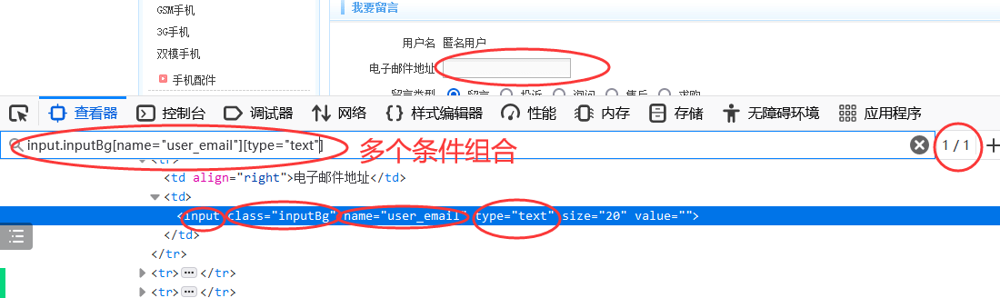 GSM手机
3G手机
双模手机
手机配件
我要留言
用户名 匿名用户
电子邮件地址
留言类型 留言 投诉 询问 售后 求购
查看器 控制台 调试器 网络 样式编辑器 性能 内存 存储 无障碍环境 应用程序
input.inputBg[name="user_email"][type="text"]
多个条件组合
1 / 1
<tr>
<td align="right">电子邮件地址</td>
<td>
<input class="inputBg" name="user_email" type="text" size="20" value="">
</td>
</tr>
<tr>...</tr>
<tr>...</tr>